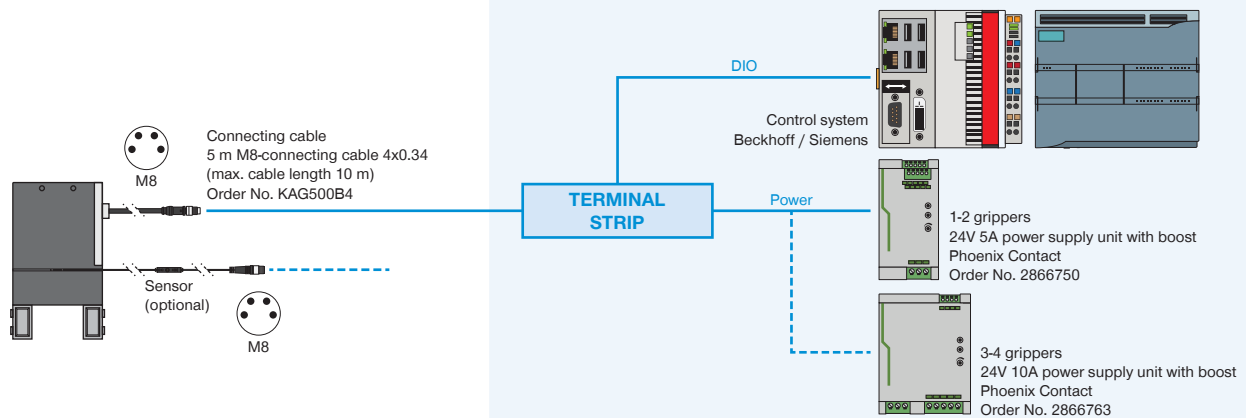 DIO
Control system
Beckhoff / Siemens
Connecting cable
5 m M8-connecting cable 4x0.34
(max. cable length 10 m)
Order No. KAG500B4
M8
TERMINAL
STRIP
Power
1-2 grippers
24V 5A power supply unit with boost
Phoenix Contact
Order No. 2866750
Sensor
(optional)
M8
3-4 grippers
24V 10A power supply unit with boost
Phoenix Contact
Order No. 2866763